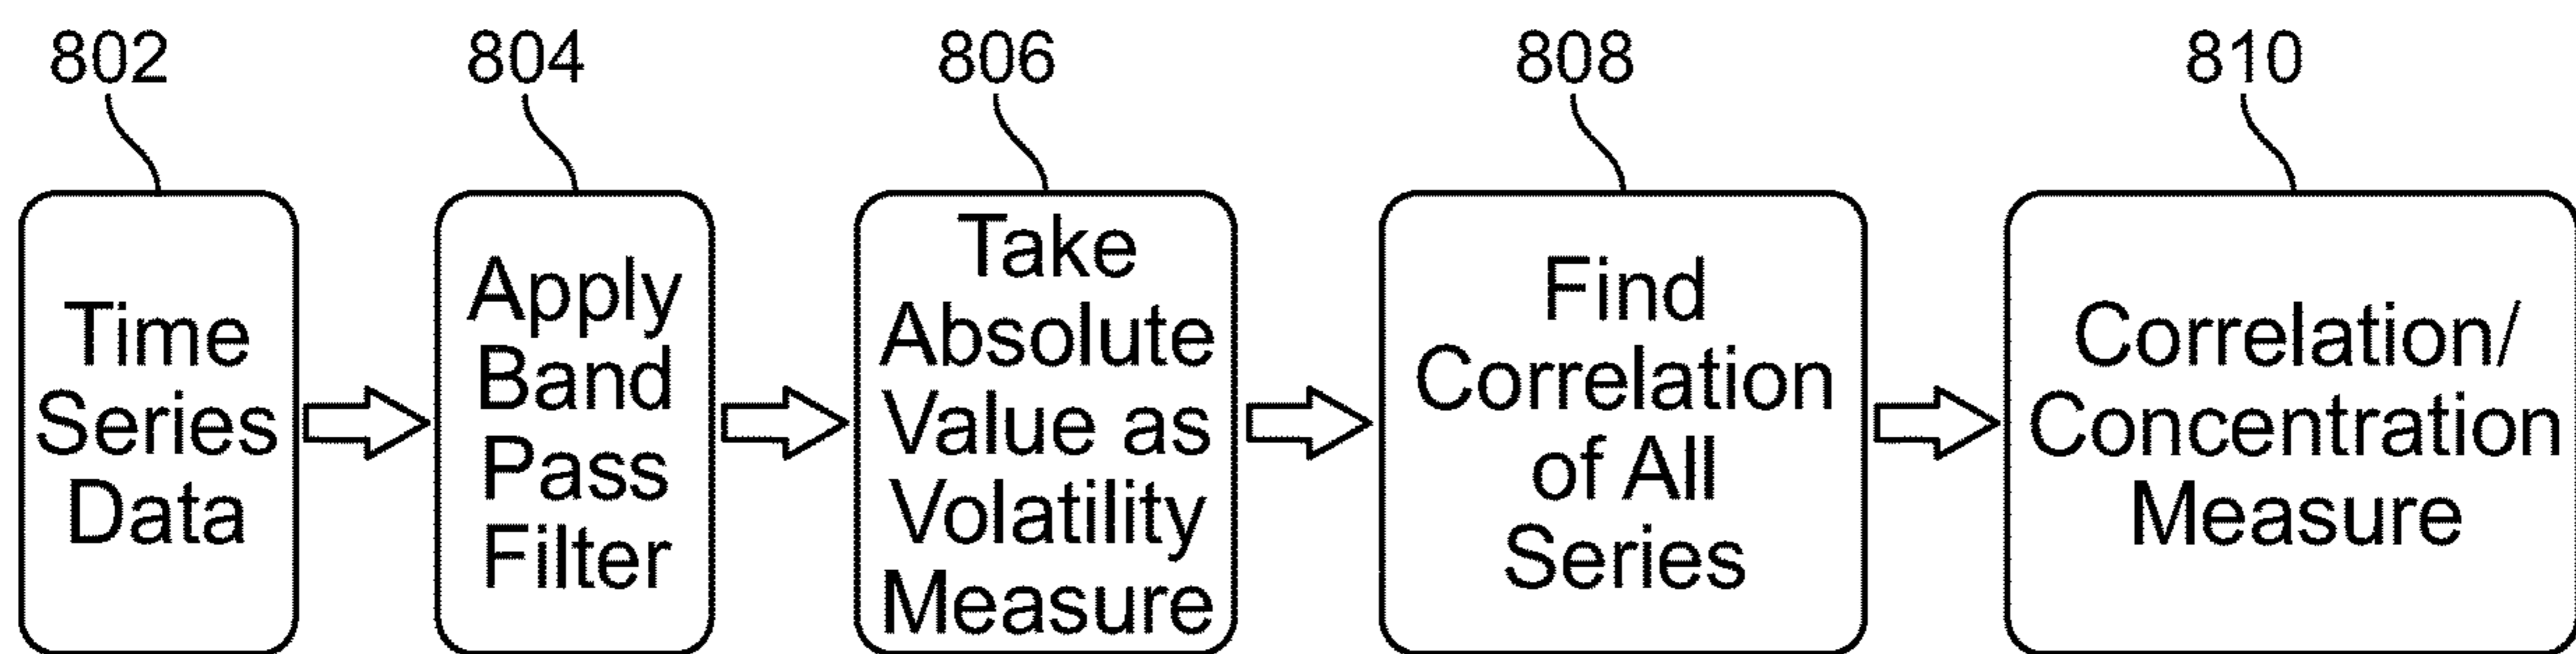 802
804
806
808
810
Time
Series
Data
Apply
Band
Pass
Filter
Take
Absolute
Value as
Volatility
Measure
Find
Correlation
of All
Series
Correlation/
Concentration
Measure